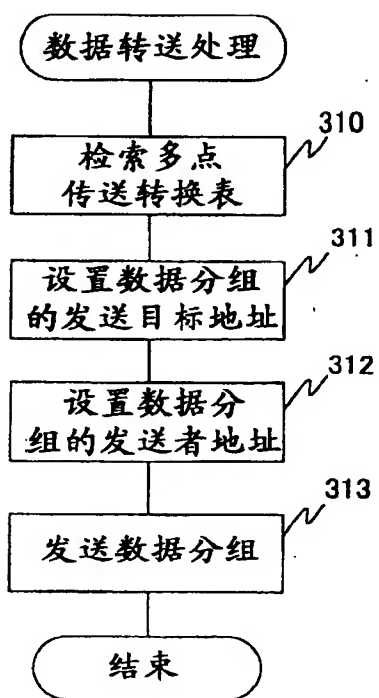 数据转送处理
310
检索多点
传送转换表
311
设置数据分组
的发送目标地址
312
设置数据分
组的发送者地址
313
发送数据分组
结束